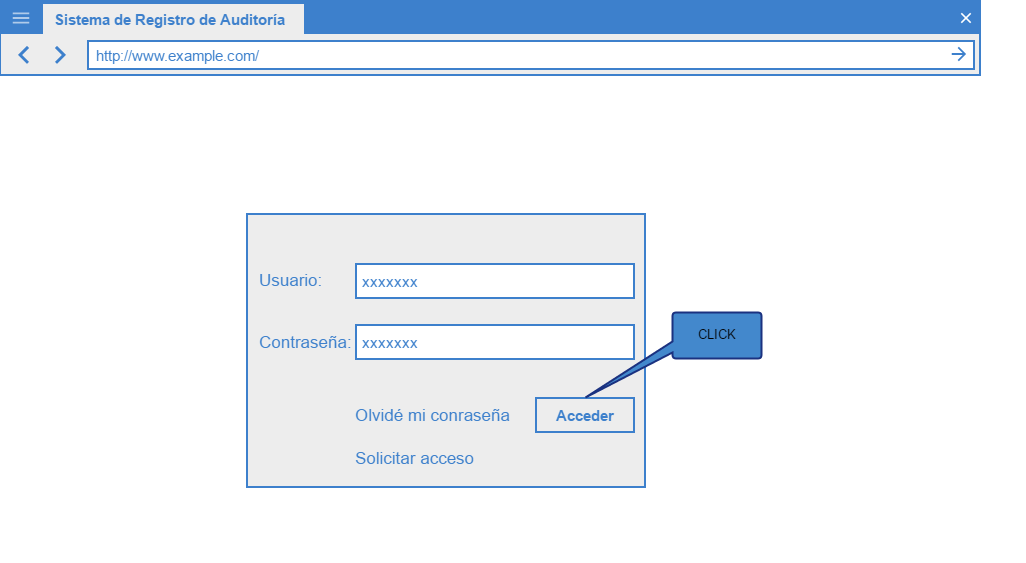 Sistema de Registro de Auditoría
http://www.example.com/
Usuario:
xxxxxxx
Contraseña:
xxxxxxx
CLICK
Olvidé mi conraseña
Acceder
Solicitar acceso